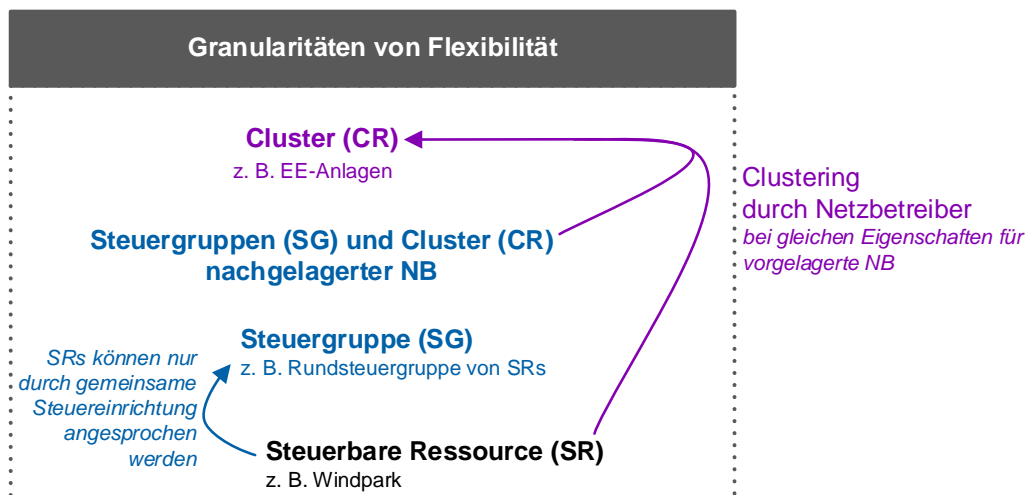 Granularitäten von Flexibilität
Cluster (CR)
z. B. EE-Anlagen
Clustering
durch Netzbetreiber
bei gleichen Eigenschaften für
vorgelagerte NB
Steuergruppen (SG) und Cluster (CR)
nachgelagerter NB
Steuergruppe (SG)
z. B. Rundsteuergruppe von SRs
SRs können nur
durch gemeinsame
Steuereinrichtung
angesprochen
werden
Steuerbare Ressource (SR)
z. B. Windpark